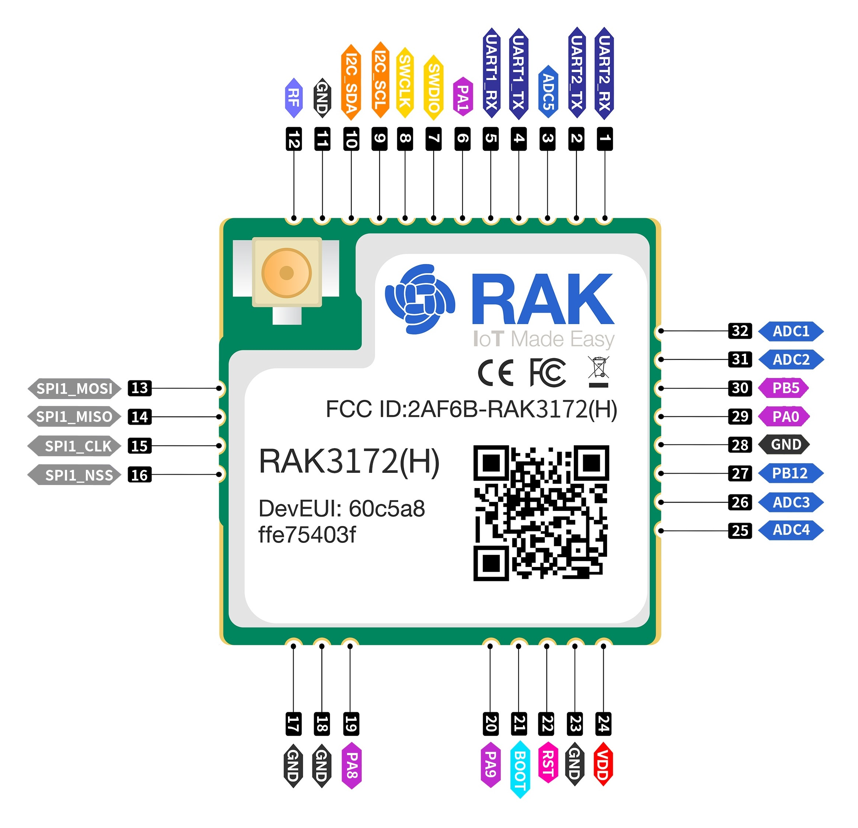 RF
GND
I2C_SDA
I2C_SCL
SWCLK
SWDIO
PA1
UART1_RX
UART1_TX
ADC5
UART2_TX
UART2_RX
12
11
10
9
8
7
6
5
4
3
2
1
RAK
IoT Made Easy
CE FC
FCC ID:2AF6B-RAK3172(H)
RAK3172(H)
DevEUI: 60c5a8
ffe75403f
SPI1_MOSI 13
SPI1_MISO 14
SPI1_CLK 15
SPI1_NSS 16
32 ADC1
31 ADC2
30 PB5
29 PA0
28 GND
27 PB12
26 ADC3
25 ADC4
17
18
19
20
21
22
23
24
GND
GND
PA8
PA9
BOOT
RST
GND
VDD